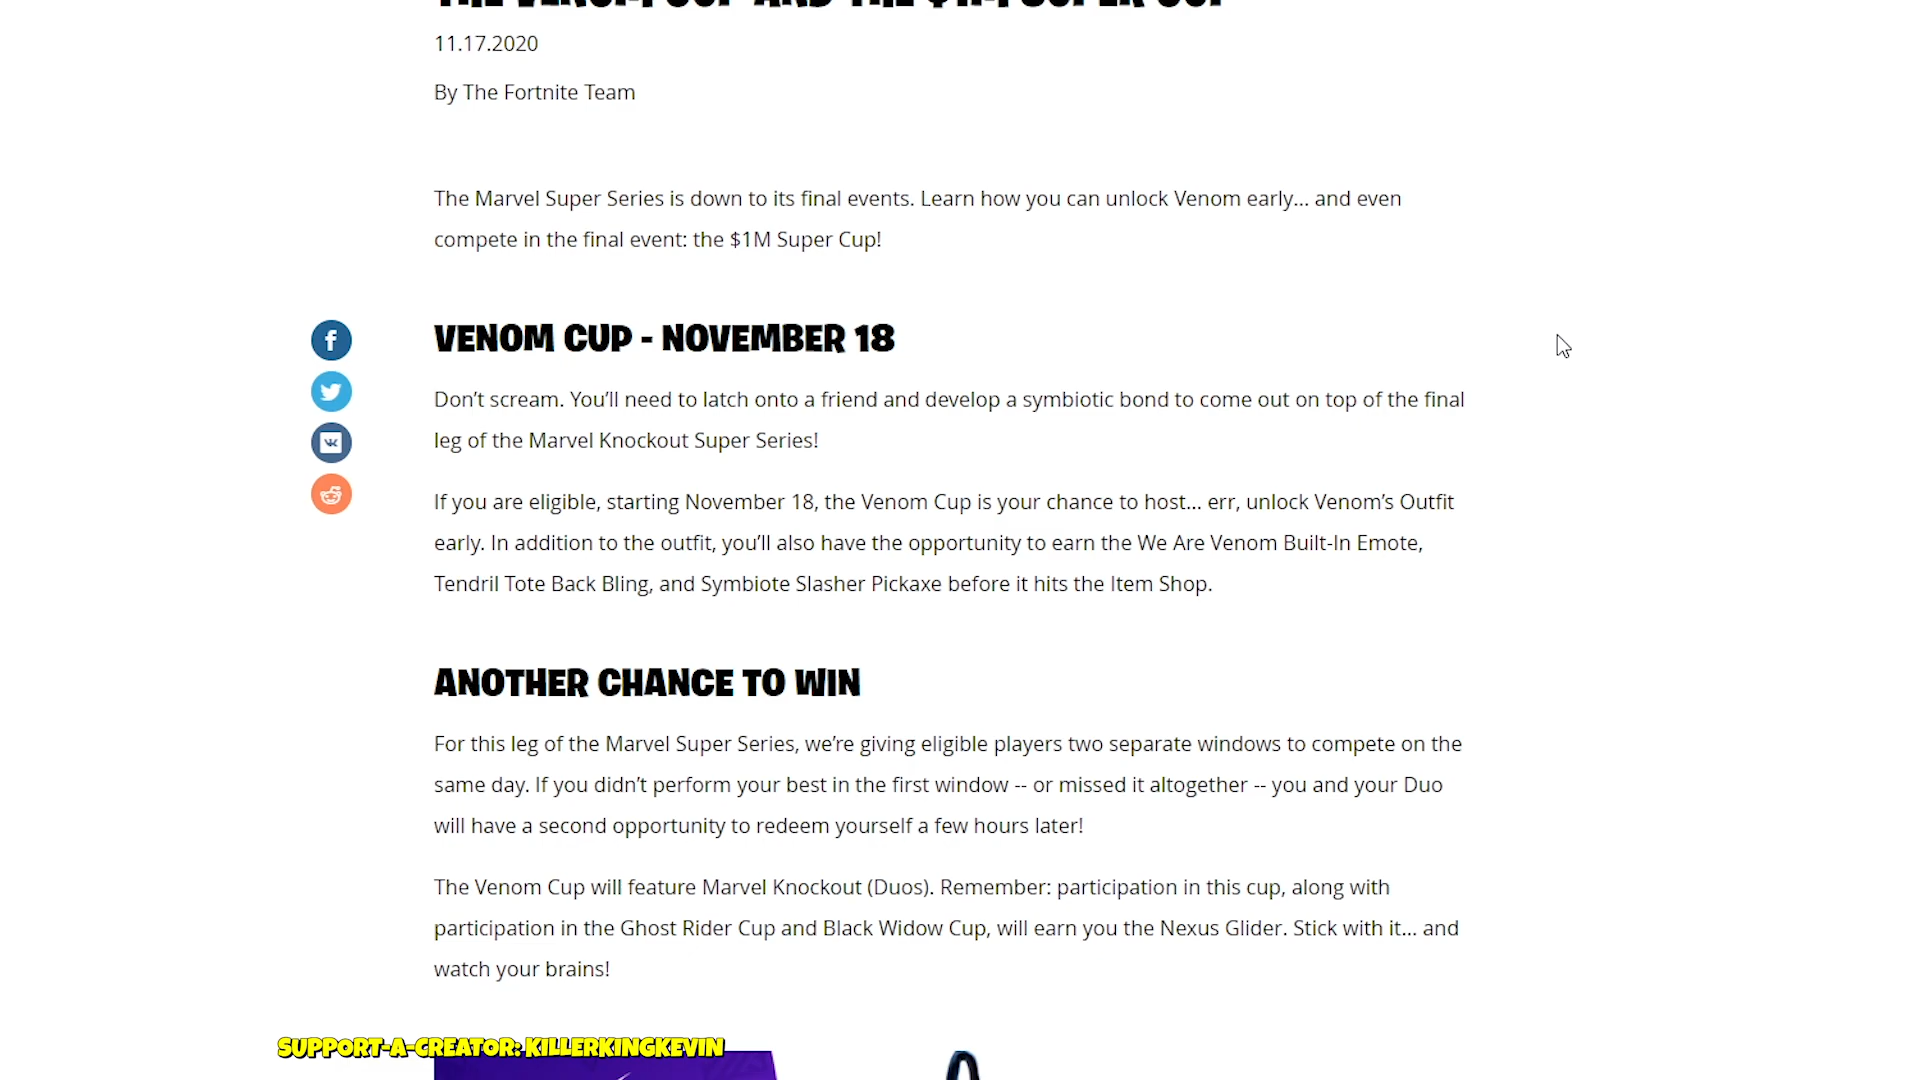 THE VENOM CUP AND THE $1M SUPER CUP
11.17.2020
By The Fortnite Team
The Marvel Super Series is down to its final events. Learn how you can unlock Venom early... and even
compete in the final event: the $1M Super Cup!
VENOM CUP - NOVEMBER 18
Don’t scream. You’ll need to latch onto a friend and develop a symbiotic bond to come out on top of the final
leg of the Marvel Knockout Super Series!
If you are eligible, starting November 18, the Venom Cup is your chance to host... err, unlock Venom’s Outfit
early. In addition to the outfit, you’ll also have the opportunity to earn the We Are Venom Built-In Emote,
Tendril Tote Back Bling, and Symbiote Slasher Pickaxe before it hits the Item Shop.
ANOTHER CHANCE TO WIN
For this leg of the Marvel Super Series, we’re giving eligible players two separate windows to compete on the
same day. If you didn’t perform your best in the first window -- or missed it altogether -- you and your Duo
will have a second opportunity to redeem yourself a few hours later!
The Venom Cup will feature Marvel Knockout (Duos). Remember: participation in this cup, along with
participation in the Ghost Rider Cup and Black Widow Cup, will earn you the Nexus Glider. Stick with it... and
watch your brains!
SUPPORT-A-CREATOR: KILLERKINGKEVIN